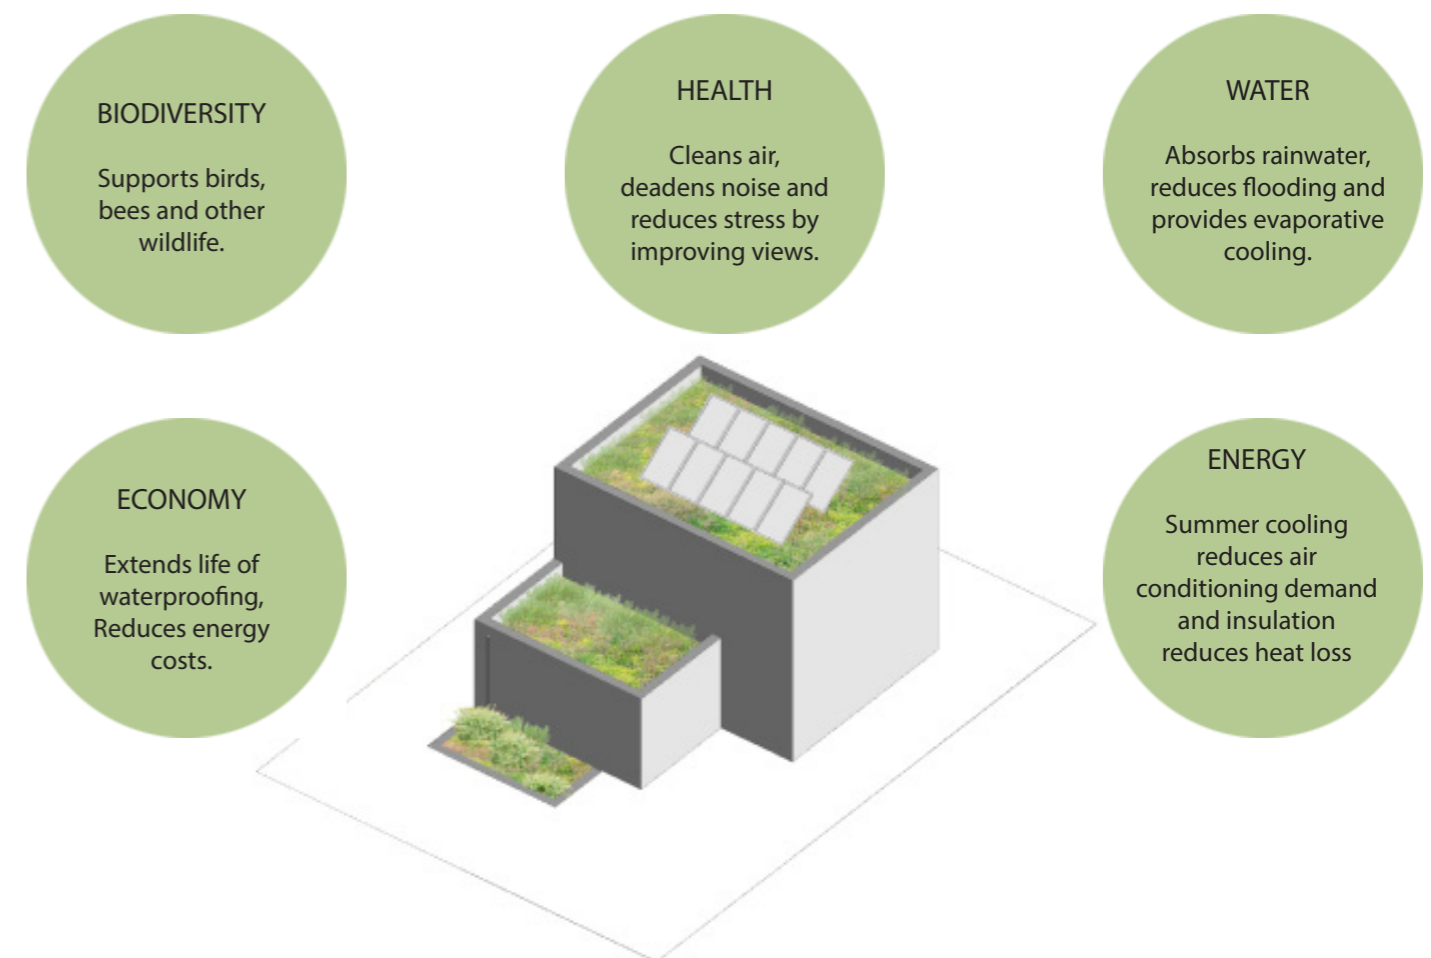 BIODIVERSITY
Supports birds,
bees and other
wildlife.
HEALTH
Cleans air,
deadens noise and
reduces stress by
improving views.
WATER
Absorbs rainwater,
reduces flooding and
provides evaporative
cooling.
ECONOMY
Extends life of
waterproofing,
Reduces energy
costs.
ENERGY
Summer cooling
reduces air
conditioning demand
and insulation
reduces heat loss